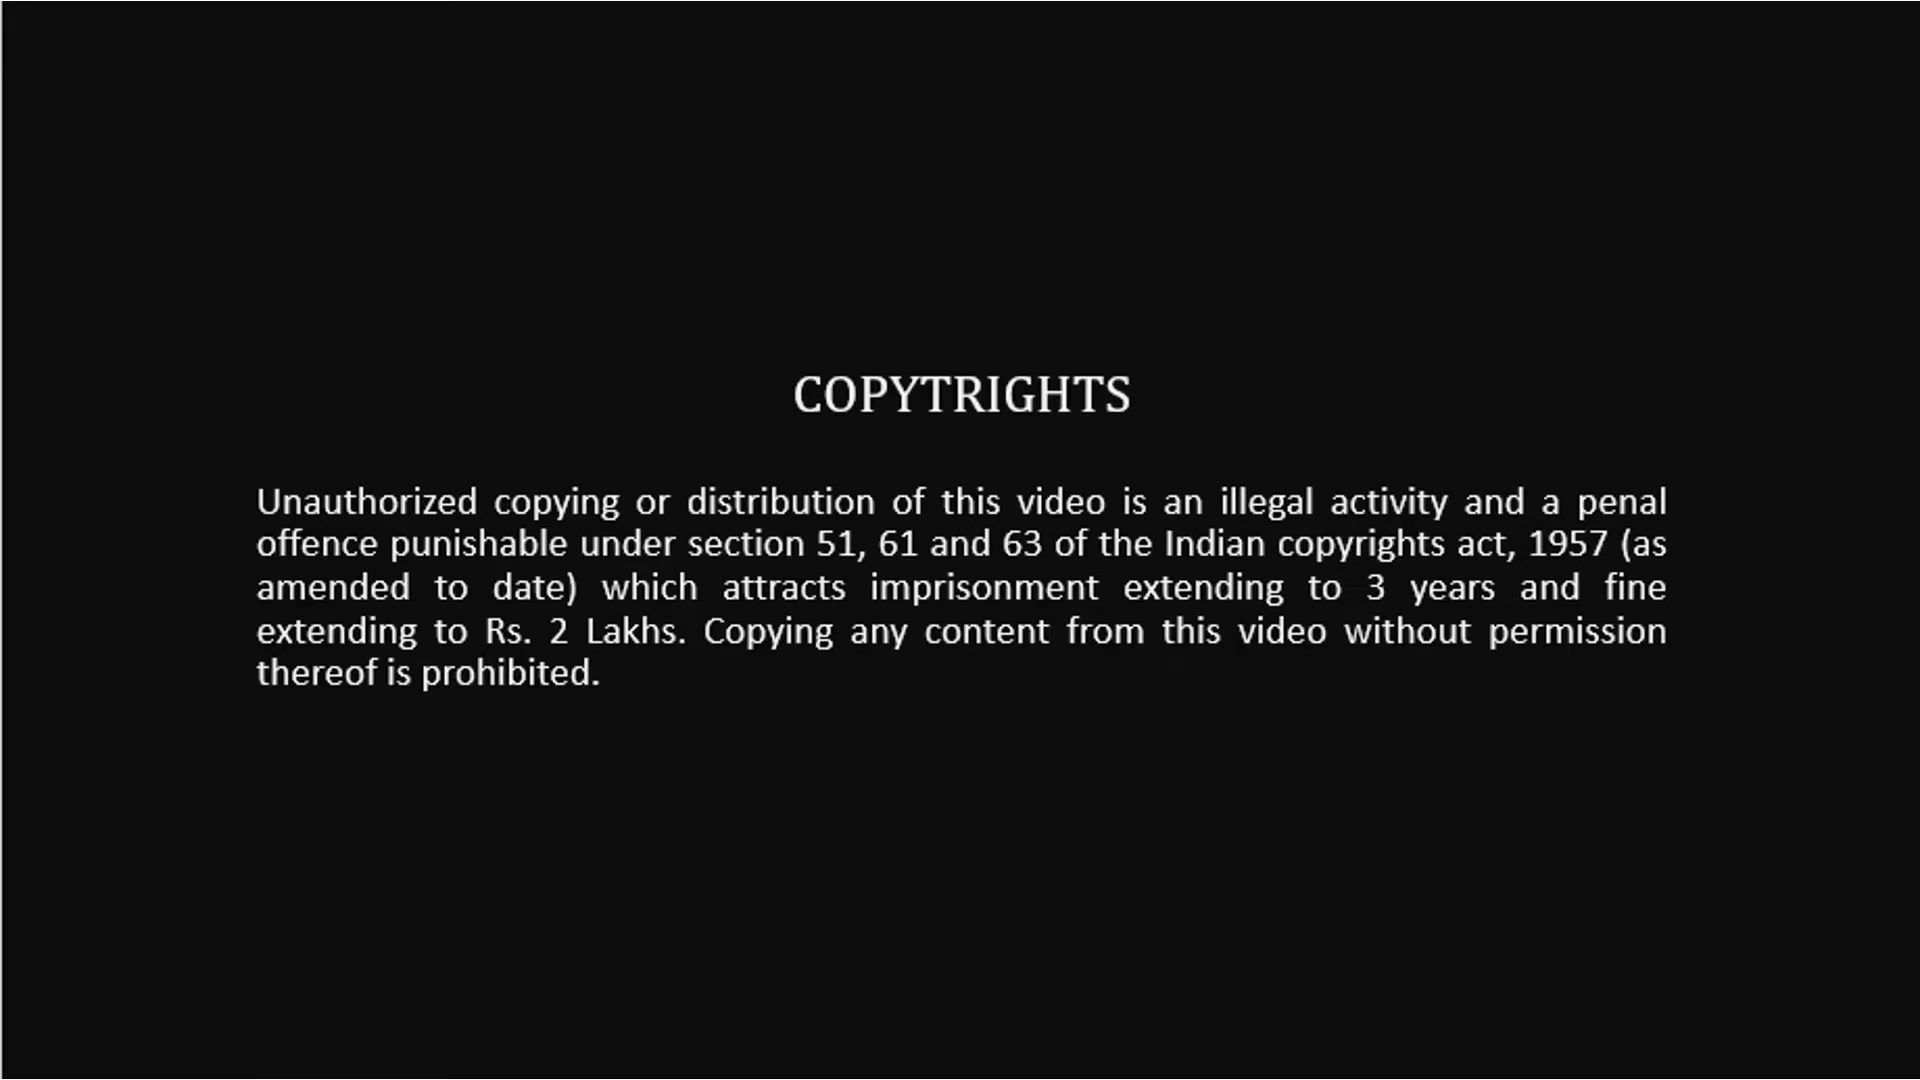 COPYTRIGHTS
Unauthorized copying or distribution of this video is an illegal activity and a penal
offence punishable under section 51, 61 and 63 of the Indian copyrights act, 1957 (as
amended to date) which attracts imprisonment extending to 3 years and fine
extending to Rs. 2 Lakhs. Copying any content from this video without permission
thereof is prohibited.